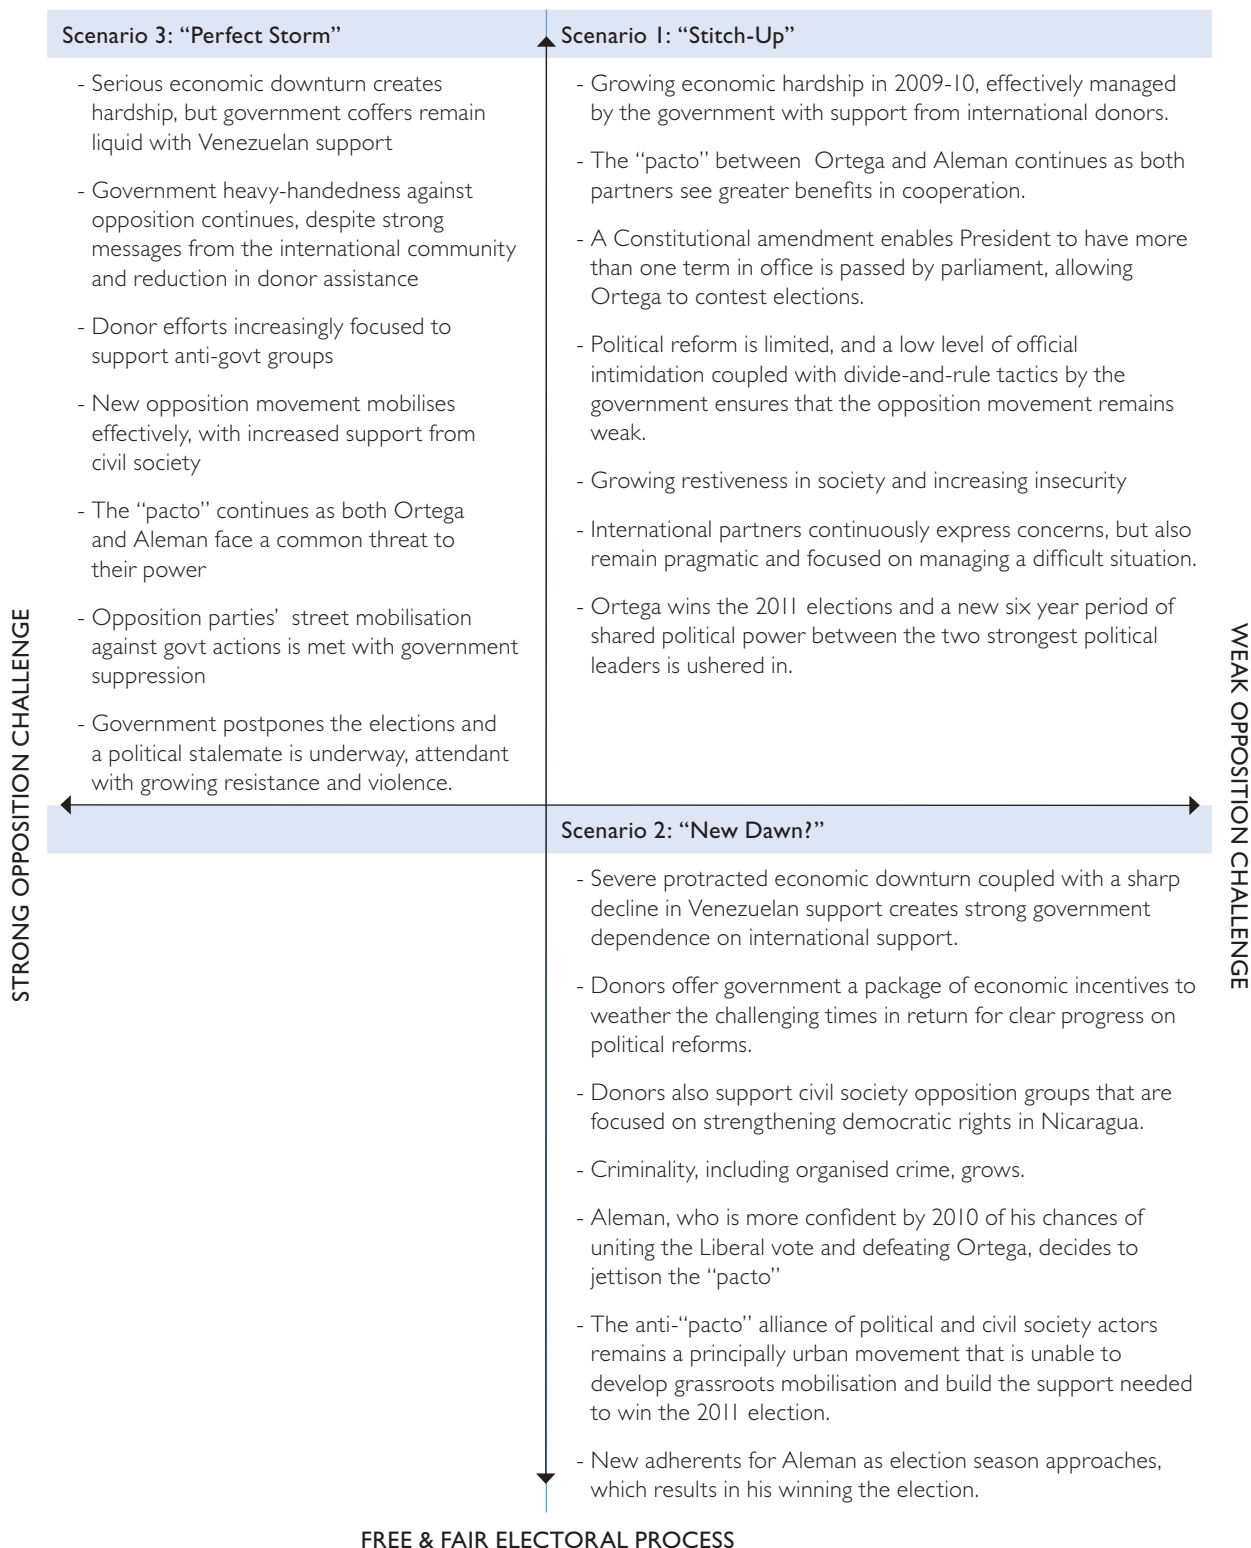 Scenario 3: “Perfect Storm”
- Serious economic downturn creates
hardship, but government coffers remain
liquid with Venezuelan support
- Government heavy-handedness against
opposition continues, despite strong
messages from the international community
and reduction in donor assistance
- Donor efforts increasingly focused to
support anti-govt groups
- New opposition movement mobilises
effectively, with increased support from
civil society
- The “pacto” continues as both Ortega
and Aleman face a common threat to
their power
- Opposition parties’ street mobilisation
against govt actions is met with government
suppression
- Government postpones the elections and
a political stalemate is underway, attendant
with growing resistance and violence.
Scenario 1: “Stitch-Up”
- Growing economic hardship in 2009-10, effectively managed
by the government with support from international donors.
- The “pacto” between Ortega and Aleman continues as both
partners see greater benefits in cooperation.
- A Constitutional amendment enables President to have more
than one term in office is passed by parliament, allowing
Ortega to contest elections.
- Political reform is limited, and a low level of official
intimidation coupled with divide-and-rule tactics by the
government ensures that the opposition movement remains
weak.
- Growing restiveness in society and increasing insecurity
- International partners continuously express concerns, but also
remain pragmatic and focused on managing a difficult situation.
- Ortega wins the 2011 elections and a new six year period of
shared political power between the two strongest political
leaders is ushered in.
STRONG OPPOSITION CHALLENGE
WEAK OPPOSITION CHALLENGE
Scenario 2: “New Dawn?”
- Severe protracted economic downturn coupled with a sharp
decline in Venezuelan support creates strong government
dependence on international support.
- Donors offer government a package of economic incentives to
weather the challenging times in return for clear progress on
political reforms.
- Donors also support civil society opposition groups that are
focused on strengthening democratic rights in Nicaragua.
- Criminality, including organised crime, grows.
- Aleman, who is more confident by 2010 of his chances of
uniting the Liberal vote and defeating Ortega, decides to
jettison the “pacto”
- The anti-“pacto” alliance of political and civil society actors
remains a principally urban movement that is unable to
develop grassroots mobilisation and build the support needed
to win the 2011 election.
- New adherents for Aleman as election season approaches,
which results in his winning the election.
FREE & FAIR ELECTORAL PROCESS